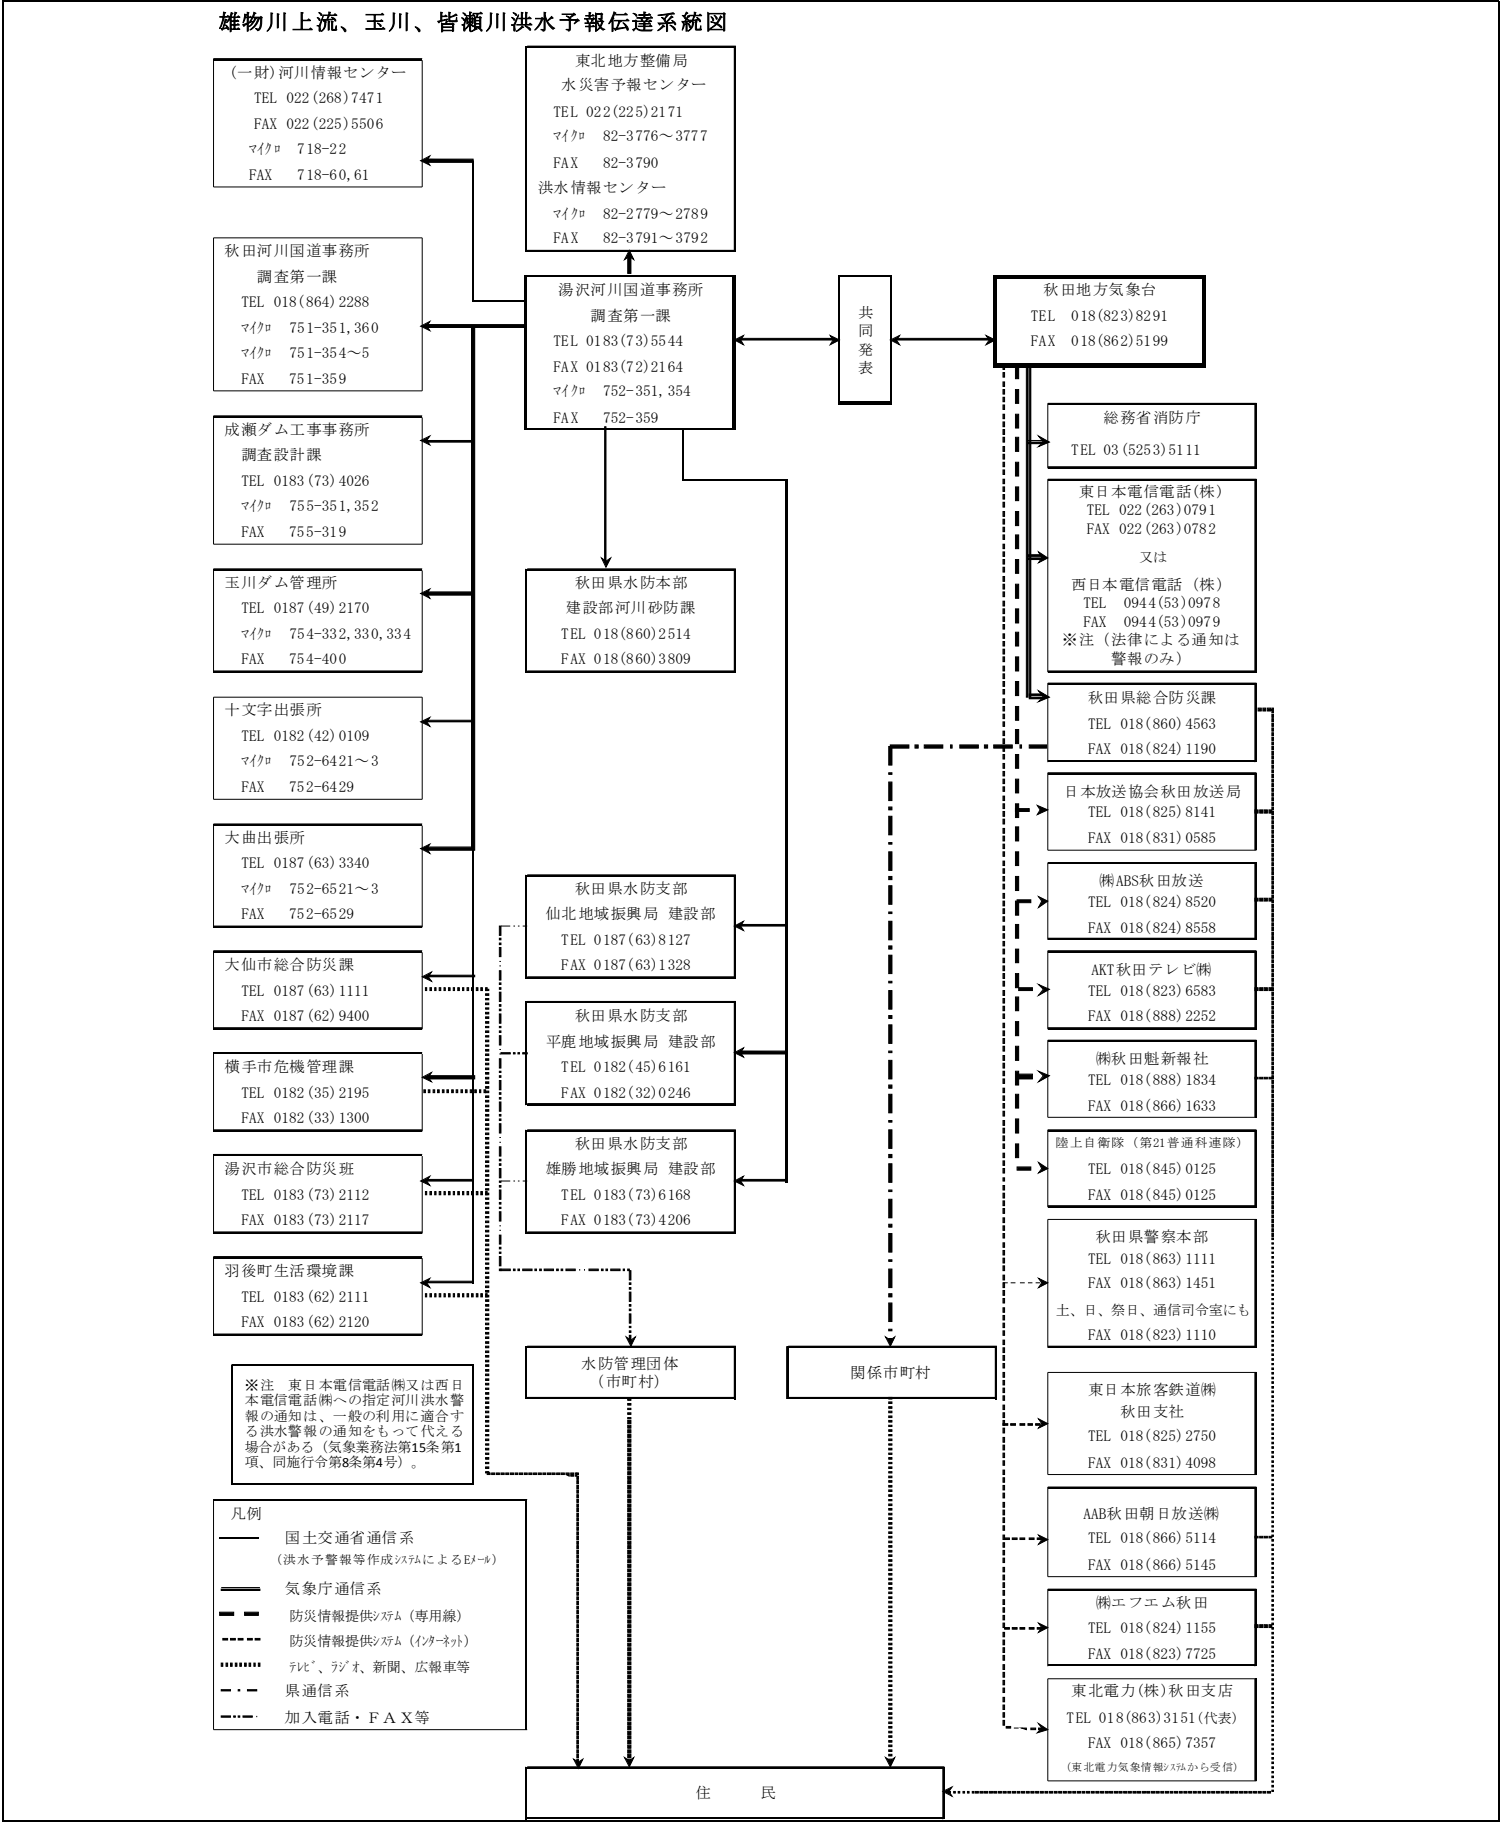 雄物川上流、玉川、皆瀬川洪水予報伝達系統図
(一財)河川情報センター
TEL 022(268)7471
FAX 022(225)5506
マイクロ 718-22
FAX 718-60,61
秋田河川国道事務所
調査第一課
TEL 018(864)2288
マイクロ 751-351,360
マイクロ 751-354～5
FAX 751-359
成瀬ダム工事事務所
調査設計課
TEL 0183(73)4026
マイクロ 755-351,352
FAX 755-319
玉川ダム管理所
TEL 0187(49)2170
マイクロ 754-332,330,334
FAX 754-400
十文字出張所
TEL 0182(42)0109
マイクロ 752-6421～3
FAX 752-6429
大曲出張所
TEL 0187(63)3340
マイクロ 752-6521～3
FAX 752-6529
大仙市総合防災課
TEL 0187(63)1111
FAX 0187(62)9400
横手市危機管理課
TEL 0182(35)2195
FAX 0182(33)1300
湯沢市総合防災班
TEL 0183(73)2112
FAX 0183(73)2117
羽後町生活環境課
TEL 0183(62)2111
FAX 0183(62)2120
※注 東日本電信電話㈱又は西日
本電信電話㈱への指定河川洪水警
報の通知は、一般の利用に適合す
る洪水警報の通知をもって代える
場合がある（気象業務法第15条第1
項、同施行令第8条第4号）。
凡例
国土交通省通信系
(洪水予警報等作成ｼｽﾃﾑによるEﾒｰﾙ)
気象庁通信系
防災情報提供ｼｽﾃﾑ（専用線）
防災情報提供ｼｽﾃﾑ（ｲﾝﾀｰﾈｯﾄ）
ﾃﾚﾋﾞ、ﾗｼﾞｵ、新聞、広報車等
県通信系
加入電話・ＦＡＸ等
東北地方整備局
水災害予報センター
TEL 022(225)2171
マイクロ 82-3776～3777
FAX 82-3790
洪水情報センター
マイクロ 82-2779～2789
FAX 82-3791～3792
湯沢河川国道事務所
調査第一課
TEL 0183(73)5544
FAX 0183(72)2164
マイクロ 752-351,354
FAX 752-359
秋田県水防本部
建設部河川砂防課
TEL 018(860)2514
FAX 018(860)3809
秋田県水防支部
仙北地域振興局 建設部
TEL 0187(63)8127
FAX 0187(63)1328
秋田県水防支部
平鹿地域振興局 建設部
TEL 0182(45)6161
FAX 0182(32)0246
秋田県水防支部
雄勝地域振興局 建設部
TEL 0183(73)6168
FAX 0183(73)4206
水防管理団体
(市町村)
共同発表
関係市町村
秋田地方気象台
TEL 018(823)8291
FAX 018(862)5199
総務省消防庁
TEL 03(5253)5111
東日本電信電話(株)
TEL 022(263)0791
FAX 022(263)0782
又は
西日本電信電話（株）
TEL 0944(53)0978
FAX 0944(53)0979
※注（法律による通知は
警報のみ）
秋田県総合防災課
TEL 018(860)4563
FAX 018(824)1190
日本放送協会秋田放送局
TEL 018(825)8141
FAX 018(831)0585
㈱ABS秋田放送
TEL 018(824)8520
FAX 018(824)8558
AKT秋田テレビ㈱
TEL 018(823)6583
FAX 018(888)2252
㈱秋田魁新報社
TEL 018(888)1834
FAX 018(866)1633
陸上自衛隊（第21普通科連隊）
TEL 018(845)0125
FAX 018(845)0125
秋田県警察本部
TEL 018(863)1111
FAX 018(863)1451
土、日、祭日、通信司令室にも
FAX 018(823)1110
東日本旅客鉄道㈱
秋田支社
TEL 018(825)2750
FAX 018(831)4098
AAB秋田朝日放送㈱
TEL 018(866)5114
FAX 018(866)5145
㈱エフエム秋田
TEL 018(824)1155
FAX 018(823)7725
東北電力(株)秋田支店
TEL 018(863)3151(代表)
FAX 018(865)7357
(東北電力気象情報ｼｽﾃﾑから受信)
住 民